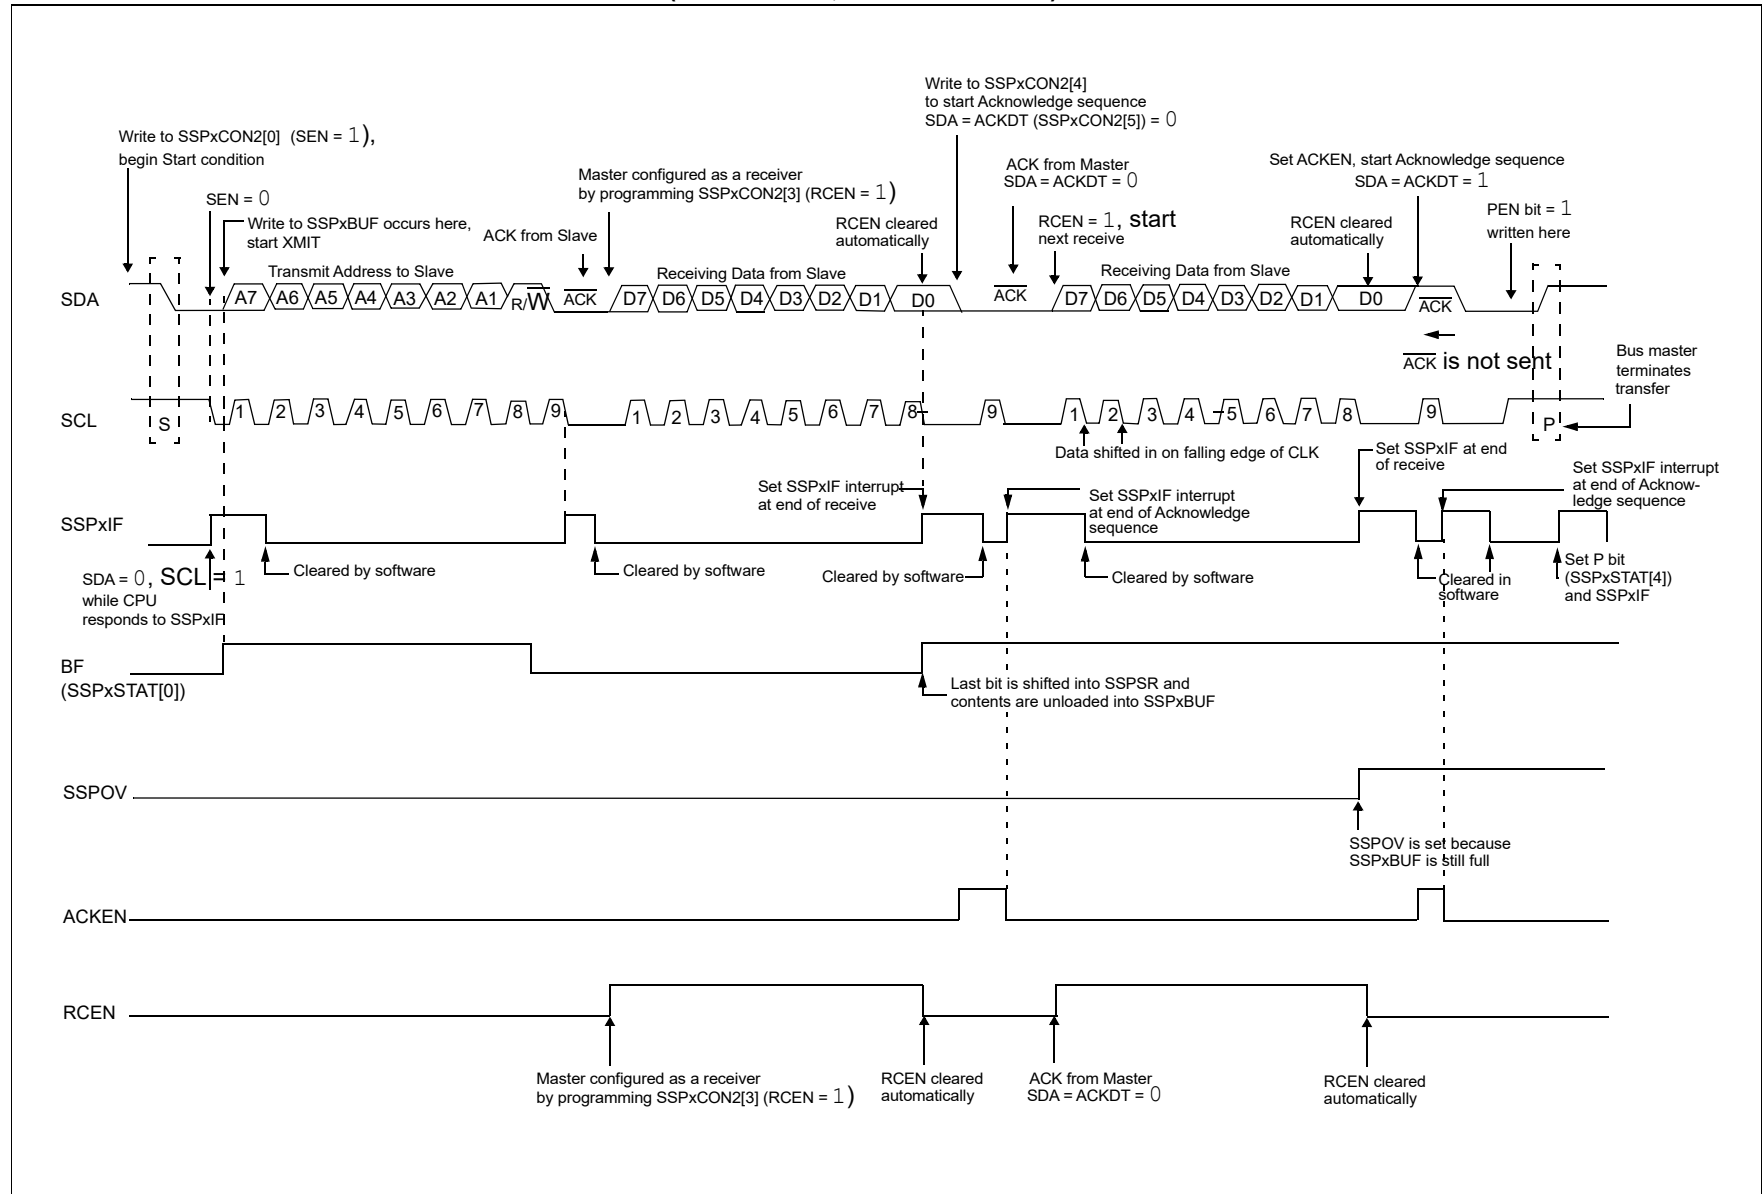 Write to SSPxCON2[4]
to start Acknowledge sequence
SDA = ACKDT (SSPxCON2[5]) = 0
Write to SSPxCON2[0] (SEN = 1),
begin Start condition
ACK from Master
SDA = ACKDT = 0
Set ACKEN, start Acknowledge sequence
SDA = ACKDT = 1
Master configured as a receiver
by programming SSPxCON2[3] (RCEN = 1)
SEN = 0
Write to SSPxBUF occurs here,
start XMIT
ACK from Slave
RCEN cleared
automatically
RCEN = 1, start
next receive
RCEN cleared
automatically
PEN bit = 1
written here
Transmit Address to Slave
Receiving Data from Slave
Receiving Data from Slave
SDA A7 A6 A5 A4 A3 A2 A1 R/W ACK D7 D6 D5 D4 D3 D2 D1 D0 ACK D7 D6 D5 D4 D3 D2 D1 D0 ACK
ACK is not sent
Bus master
terminates
transfer
SCL S 1 2 3 4 5 6 7 8 9 1 2 3 4 5 6 7 8 9 1 2 3 4 5 6 7 8 9 P
Data shifted in on falling edge of CLK
Set SSPxIF at end
of receive
Set SSPxIF interrupt
at end of receive
Set SSPxIF interrupt
at end of Acknowledge
sequence
Set SSPxIF interrupt
at end of Acknow-
ledge sequence
SSPxIF
SDA = 0, SCL = 1
while CPU
responds to SSPxIF
Cleared by software
Cleared by software
Cleared by software
Cleared by software
Cleared in
software
Set P bit
(SSPxSTAT[4])
and SSPxIF
BF
(SSPxSTAT[0])
Last bit is shifted into SSPSR and
contents are unloaded into SSPxBUF
SSPOV
SSPOV is set because
SSPxBUF is still full
ACKEN
RCEN
Master configured as a receiver
by programming SSPxCON2[3] (RCEN = 1)
RCEN cleared
automatically
ACK from Master
SDA = ACKDT = 0
RCEN cleared
automatically